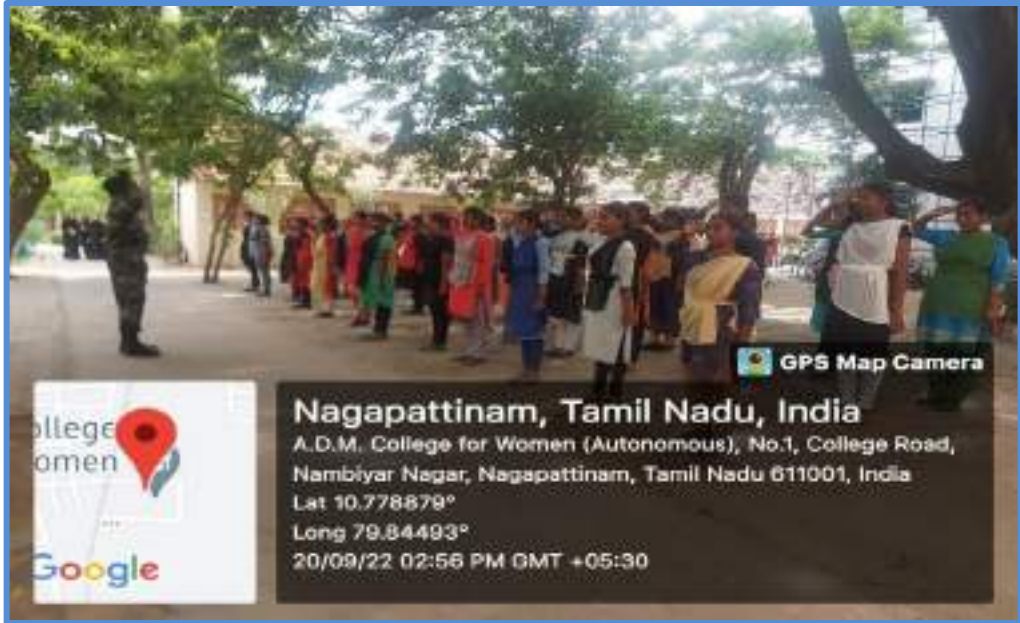 GPS Map Camera
Nagapattinam, Tamil Nadu, India
A.D.M. College for Women (Autonomous), No.1, College Road,
Nambiyar Nagar, Nagapattinam, Tamil Nadu 611001, India
Lat 10.778879°
Long 79.84493°
20/09/22 02:56 PM GMT +05:30
ollege
omen
Google